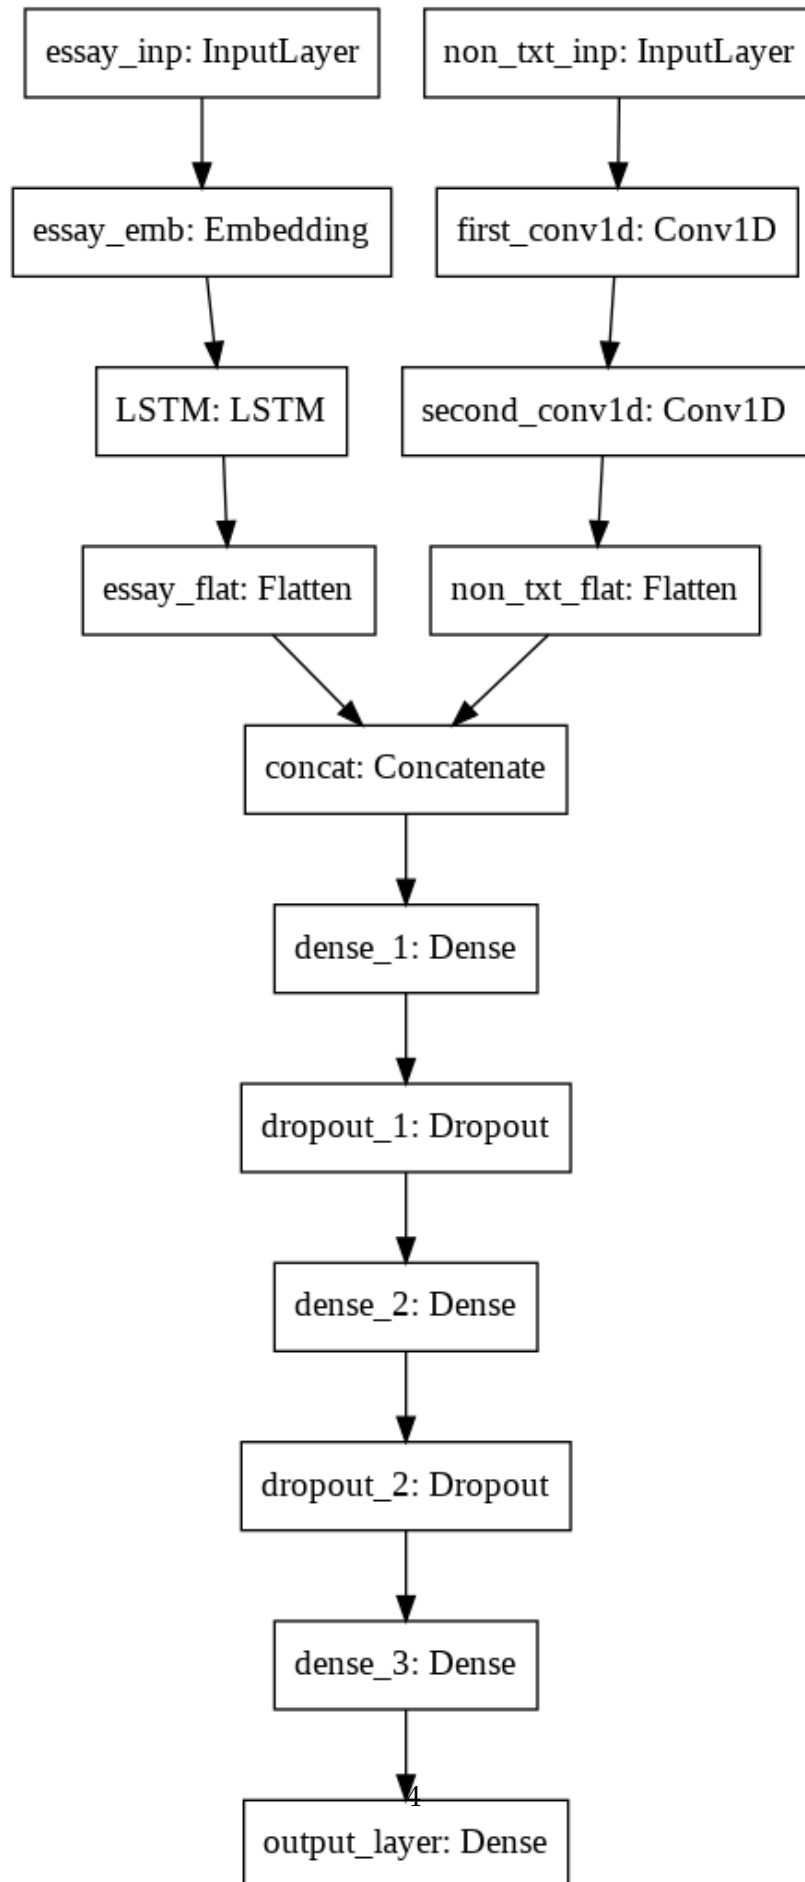 essay_inp: InputLayer
non_txt_inp: InputLayer
essay_emb: Embedding
first_conv1d: Conv1D
LSTM: LSTM
second_conv1d: Conv1D
essay_flat: Flatten
non_txt_flat: Flatten
concat: Concatenate
dense_1: Dense
dropout_1: Dropout
dense_2: Dense
dropout_2: Dropout
dense_3: Dense
4
output_layer: Dense